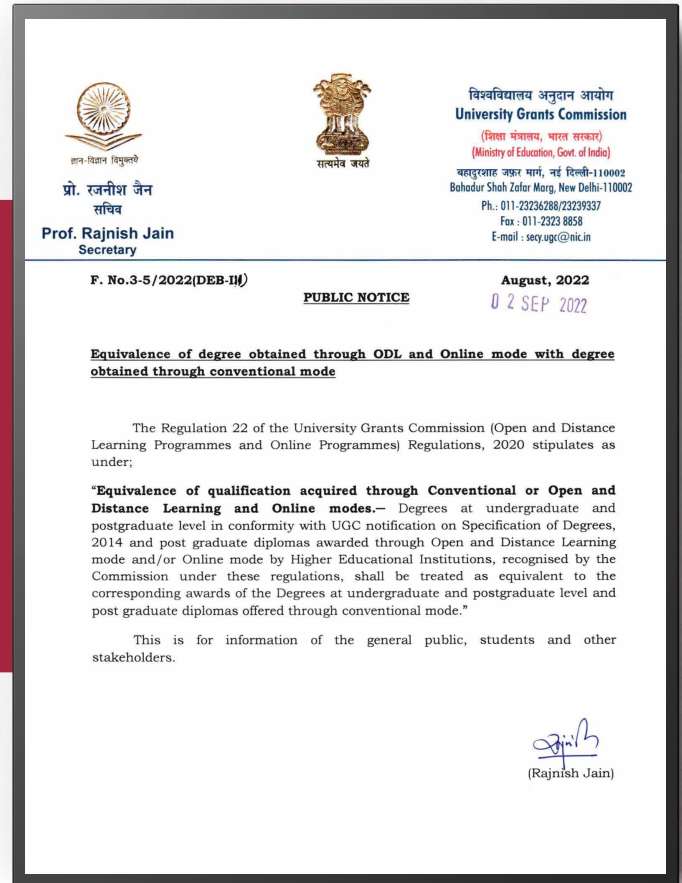 ज्ञान-विज्ञान विमुक्तये
प्रो. रजनीश जैन
सचिव
Prof. Rajnish Jain
Secretary
सत्यमेव जयते
विश्वविद्यालय अनुदान आयोग
University Grants Commission
(शिक्षा मंत्रालय, भारत सरकार)
(Ministry of Education, Govt. of India)
बहादुरशाह ज़फ़र मार्ग, नई दिल्ली-110002
Bahadur Shah Zafar Marg, New Delhi-110002
Ph.: 011-23236288/23239337
Fax : 011-2323 8858
E-mail : secy.ugc@nic.in
F. No.3-5/2022(DEB-III)
August, 2022
PUBLIC NOTICE
02 SEP 2022
Equivalence of degree obtained through ODL and Online mode with degree
obtained through conventional mode
The Regulation 22 of the University Grants Commission (Open and Distance
Learning Programmes and Online Programmes) Regulations, 2020 stipulates as
under;
“Equivalence of qualification acquired through Conventional or Open and
Distance Learning and Online modes.— Degrees at undergraduate and
postgraduate level in conformity with UGC notification on Specification of Degrees,
2014 and post graduate diplomas awarded through Open and Distance Learning
mode and/or Online mode by Higher Educational Institutions, recognised by the
Commission under these regulations, shall be treated as equivalent to the
corresponding awards of the Degrees at undergraduate and postgraduate level and
post graduate diplomas offered through conventional mode.”
This is for information of the general public, students and other
stakeholders.
(Rajnish Jain)